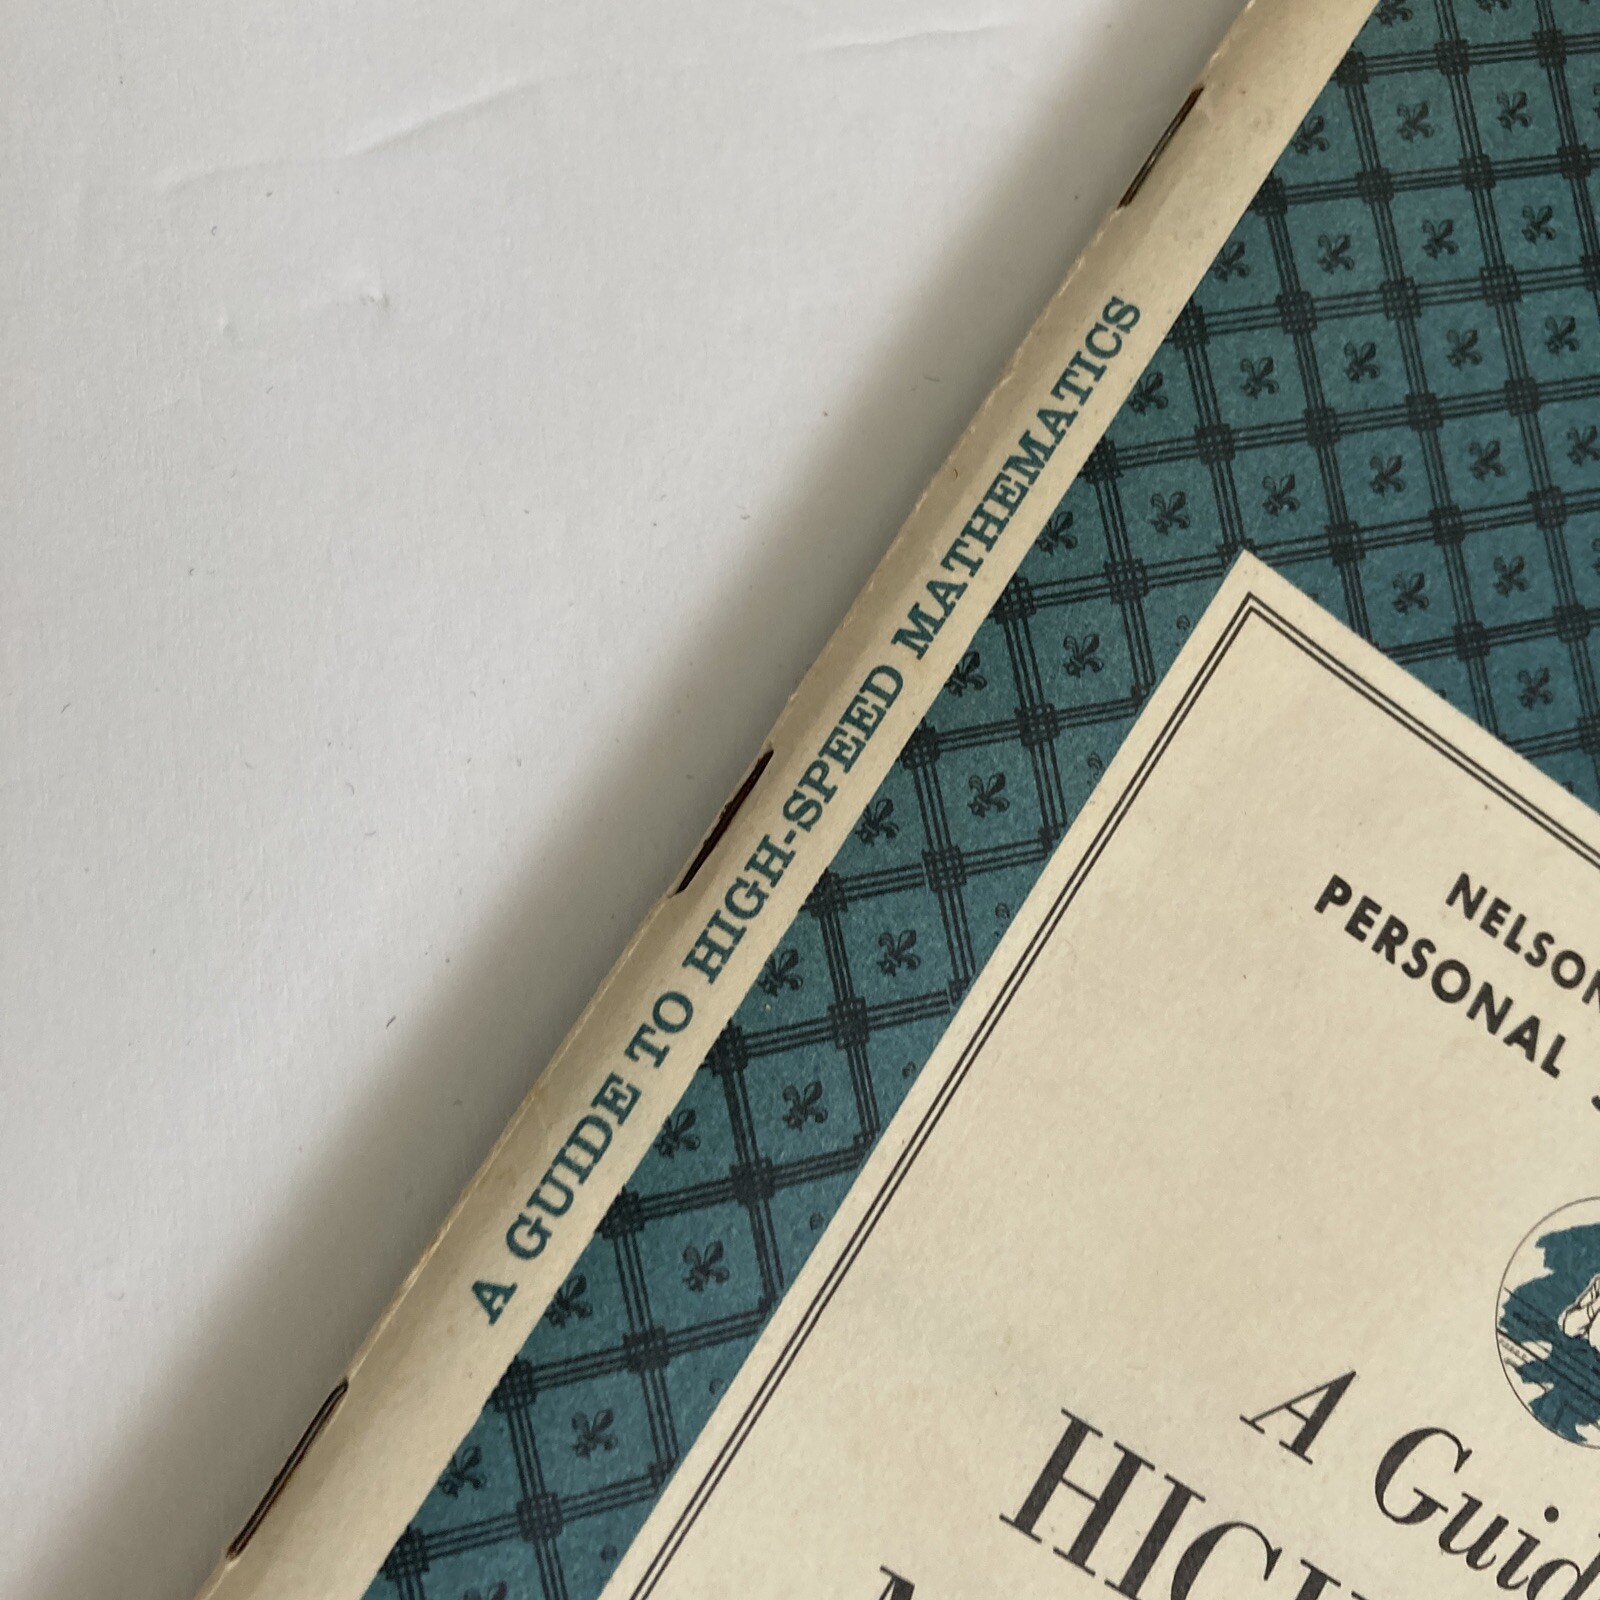 A GUIDE TO HIGH-SPEED MATHEMATICS
NELSON
PERSONAL
A Guid
HIGH